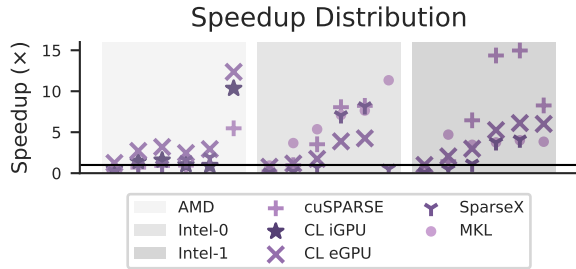 Speedup Distribution
Speedup (×)
15
10
5
0
AMD
Intel-0
Intel-1
cuSPARSE
CL iGPU
CL eGPU
SparseX
MKL